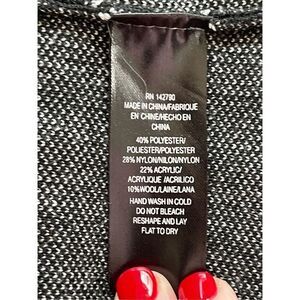 RN 142790
MADE IN CHINA/FABRIQUE
EN CHINE/HECHO EN
CHINA
40% POLYESTER/
POLIESTER/POLYESTER
28% NYLON/NILON/NYLON
22% ACRYLIC/
ACRYLIQUE/ACRILICO
10%WOOL/LAINE/LANA
HAND WASH IN COLD
DO NOT BLEACH
RESHAPE AND LAY
FLAT TO DRY